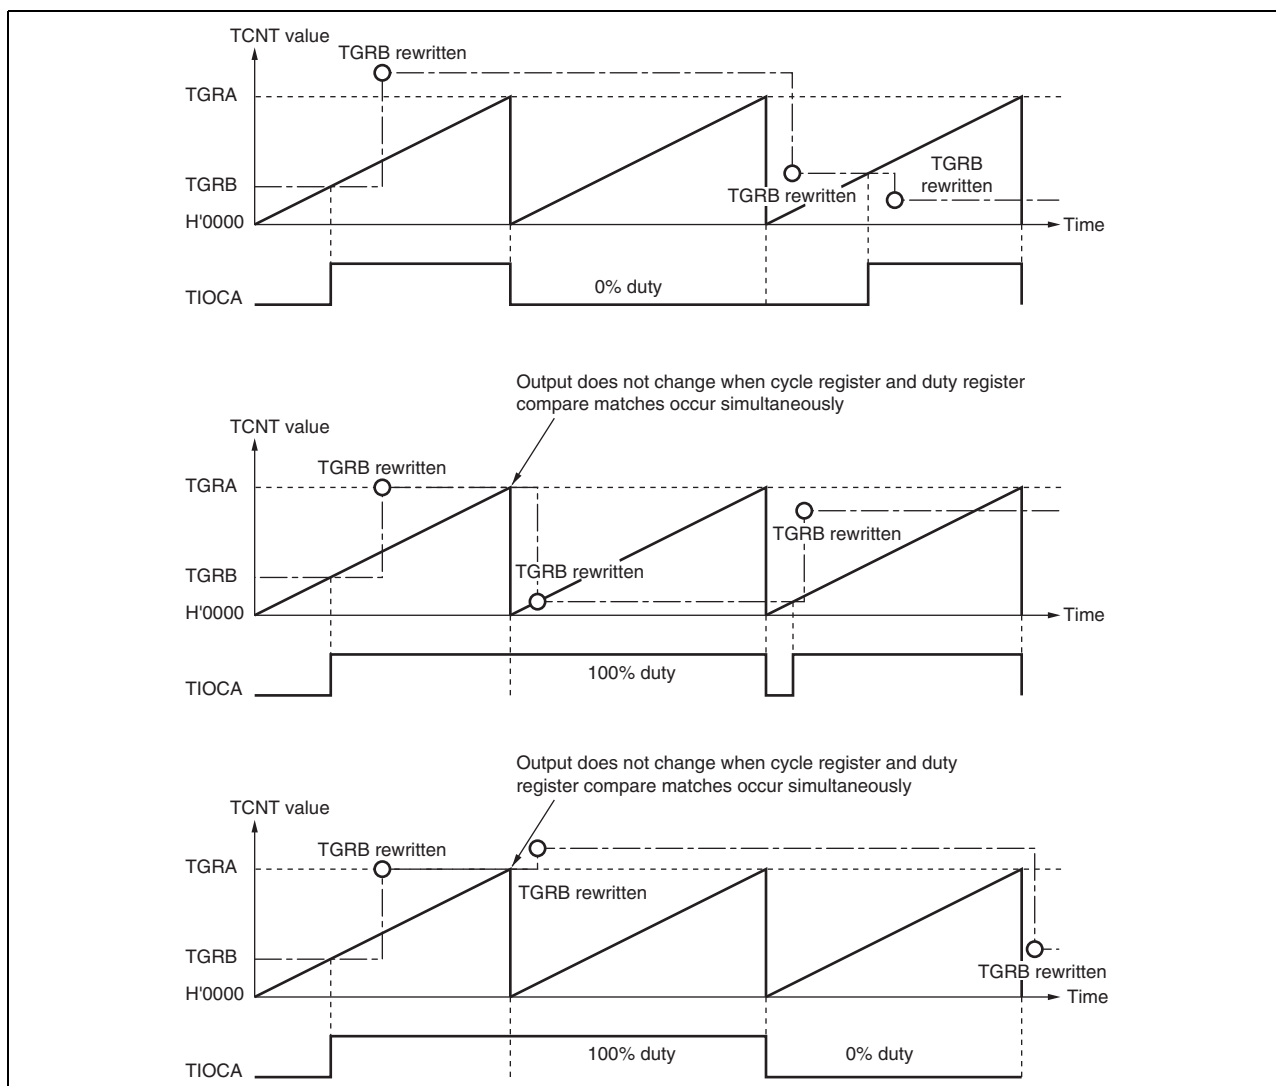 TCNT value
TGRB rewritten
TGRA
TGRB
rewritten
TGRB
TGRB rewritten
H'0000
Time
0% duty
TIOCA
Output does not change when cycle register and duty register
compare matches occur simultaneously
TCNT value
TGRB rewritten
TGRA
TGRB rewritten
TGRB
TGRB rewritten
H'0000
Time
100% duty
TIOCA
Output does not change when cycle register and duty
register compare matches occur simultaneously
TCNT value
TGRB rewritten
TGRA
TGRB rewritten
TGRB
TGRB rewritten
H'0000
Time
100% duty
0% duty
TIOCA